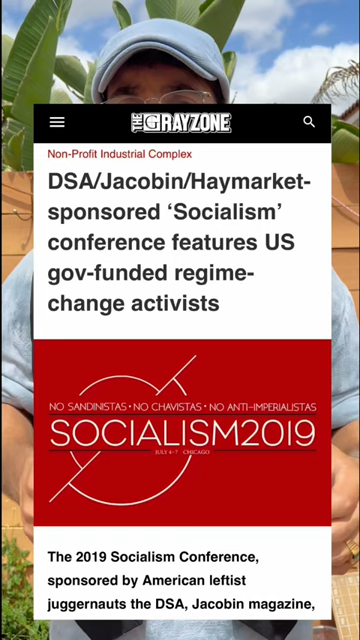 THE GRAYZONE
Non-Profit Industrial Complex
DSA/Jacobin/Haymarket-
sponsored ‘Socialism’
conference features US
gov-funded regime-
change activists
NO SANDINISTAS • NO CHAVISTAS • NO ANTI-IMPERIALISTAS
SOCIALISM2019
JULY 4-7 CHICAGO
The 2019 Socialism Conference,
sponsored by American leftist
juggernauts the DSA, Jacobin magazine,